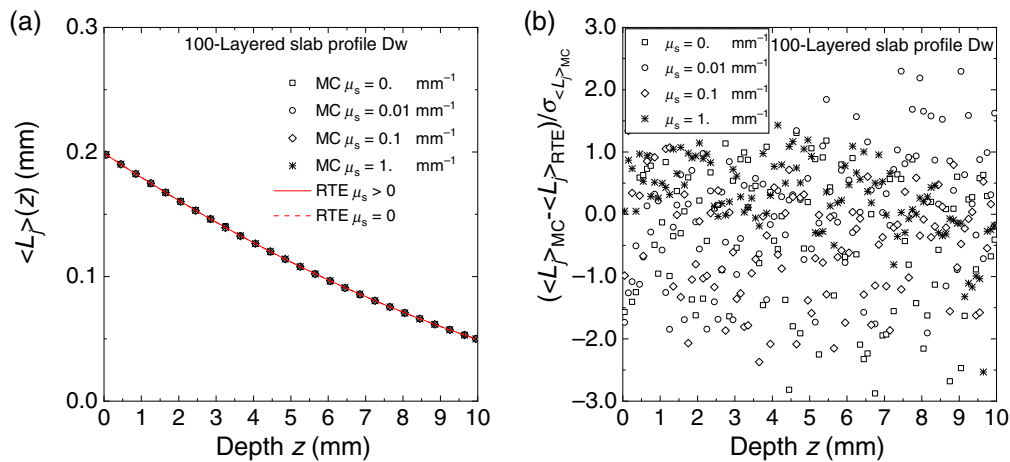 (a)
0.3
0.2
0.1
0.0
<Lj>(z) (mm)
100-Layered slab profile Dw
MC μs = 0. mm−1
MC μs = 0.01 mm−1
MC μs = 0.1 mm−1
MC μs = 1. mm−1
RTE μs > 0
RTE μs = 0
0 1 2 3 4 5 6 7 8 9 10
Depth z (mm)
(b)
3.0
2.0
1.0
0.0
-1.0
-2.0
-3.0
(<Lj>MC-<Lj>RTE)/σ<Lj>MC
100-Layered slab profile Dw
μs = 0. mm−1
μs = 0.01 mm−1
μs = 0.1 mm−1
μs = 1. mm−1
0 1 2 3 4 5 6 7 8 9 10
Depth z (mm)